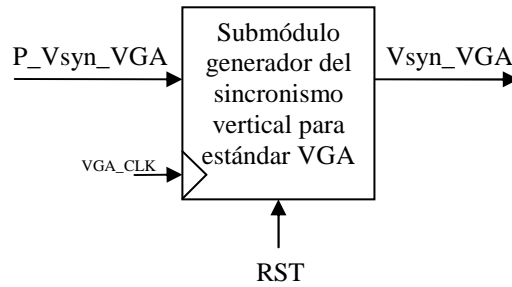 P_Vsyn_VGA
Submódulo
generador del
sincronismo
vertical para
estándar VGA
Vsyn_VGA
VGA_CLK
RST